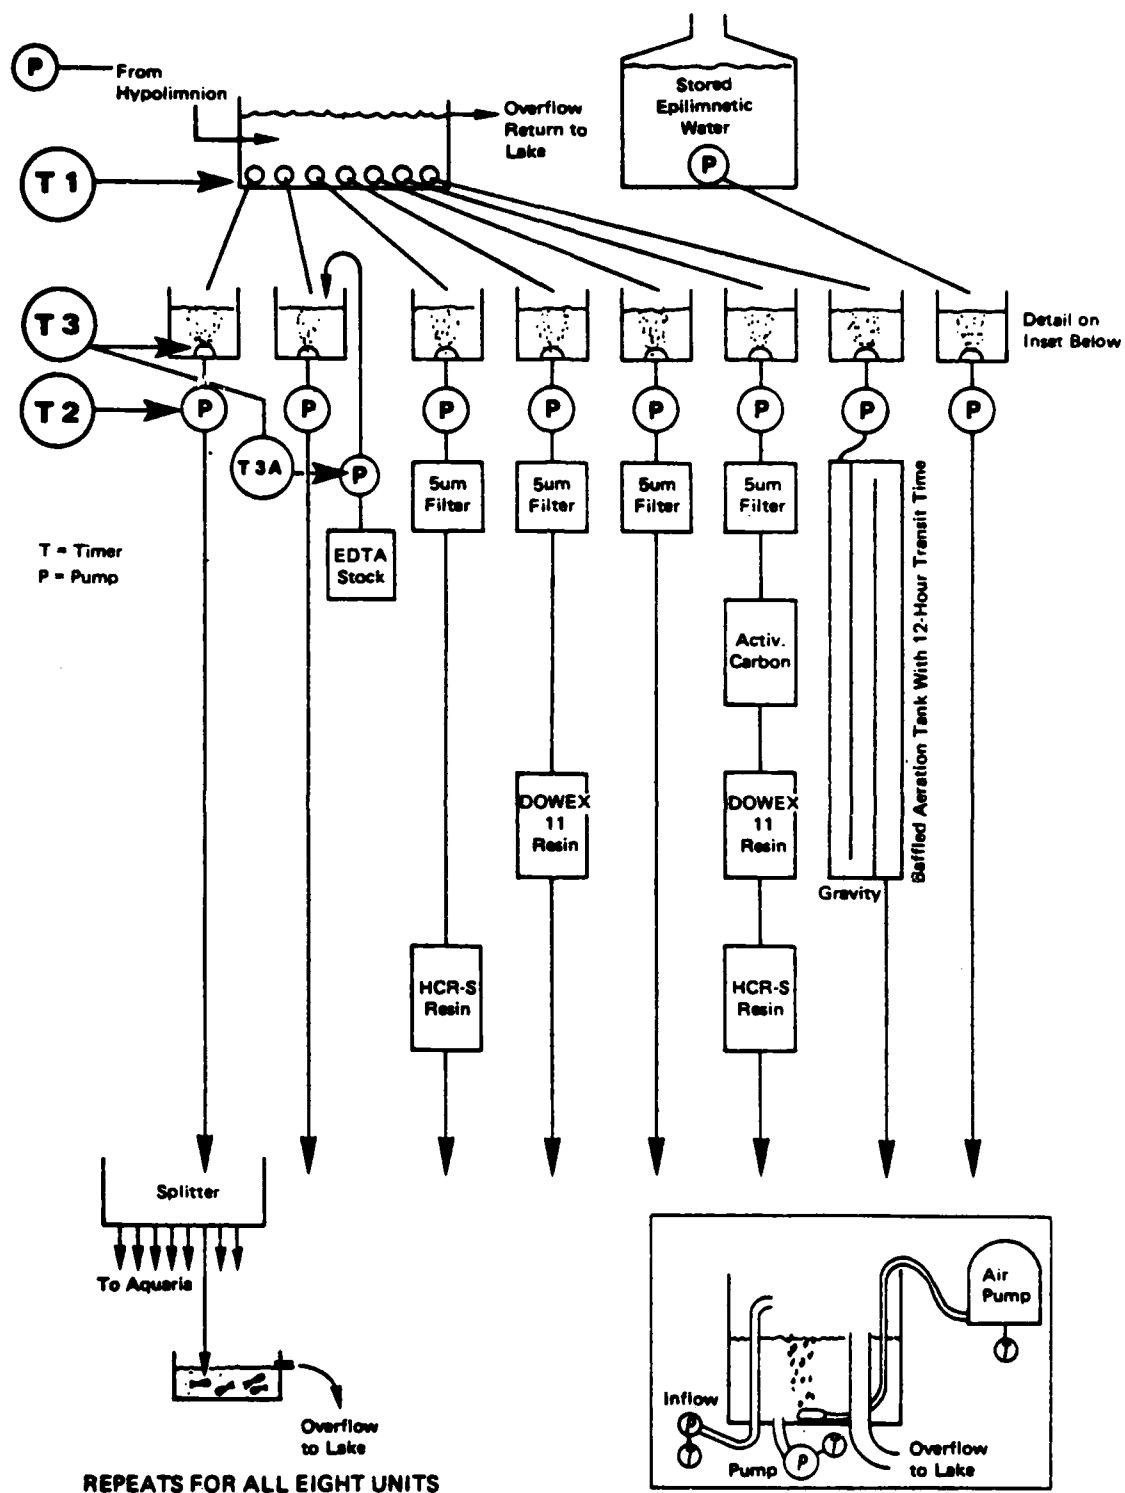 P
From
Hypolimnion
Overflow
Return to
Lake
Stored
Epilimnetic
Water
P
T 1
T 3
Detail on
Inset Below
T 2
P
P
P
P
P
P
P
P
T 3A
P
5um
Filter
5um
Filter
5um
Filter
5um
Filter
T = Timer
P = Pump
EDTA
Stock
Activ.
Carbon
Baffled Aeration Tank With 12-Hour Transit Time
DOWEX
11
Resin
DOWEX
11
Resin
Gravity
HCR-S
Resin
HCR-S
Resin
Splitter
To Aquaria
Overflow
to Lake
REPEATS FOR ALL EIGHT UNITS
Air
Pump
T
Inflow
P
T
Pump
P
T
Overflow
to Lake